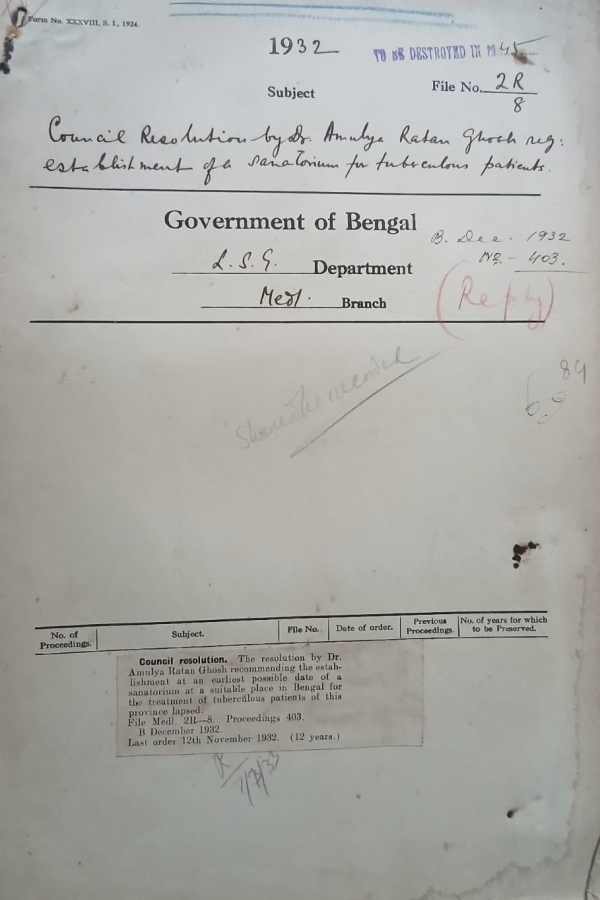 Form No. XXXVIII, S. I., 1924.
1932
TO BE DESTROYED IN 1945
Subject
File No. 2R
8
Council Resolution by Dr. Amulya Ratan Ghosh reg:
establishment of a sanatorium for tuberculous patients.
Government of Bengal
B. Dec. 1932
No. - 403.
L. S. G. Department
Medl. Branch
89
No. of Proceedings.
Subject.
File No.
Date of order.
Previous Proceedings.
No. of years for which to be Preserved.
Council resolution. The resolution by Dr.
Amulya Ratan Ghosh recommending the estab-
lishment at an earliest possible date of a
sanatorium at a suitable place in Bengal for
the treatment of tuberculous patients of this
province lapsed.
File Medl. 2R—8. Proceedings 403.
B December 1932.
Last order 12th November 1932. (12 years.)